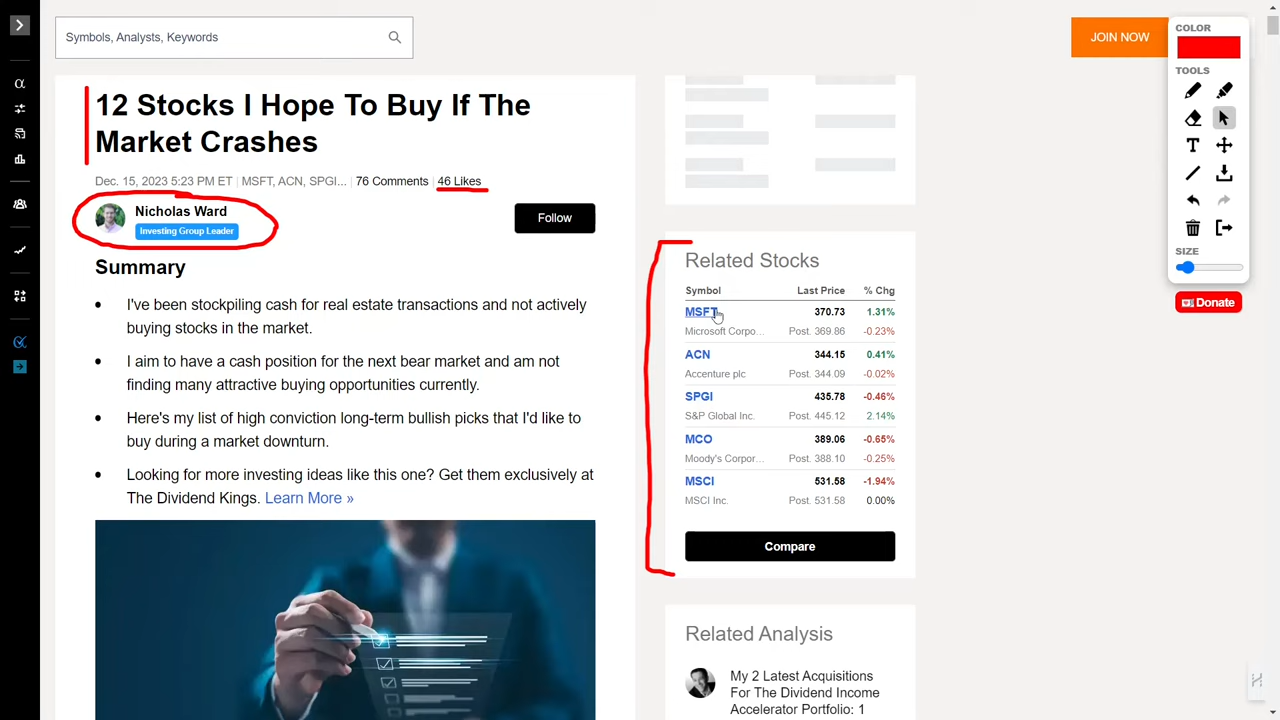 Symbols, Analysts, Keywords
JOIN NOW
12 Stocks I Hope To Buy If The
Market Crashes
Dec. 15, 2023 5:23 PM ET | MSFT, ACN, SPGI... | 76 Comments | 46 Likes
Nicholas Ward
Investing Group Leader
Follow
Summary
• I've been stockpiling cash for real estate transactions and not actively
buying stocks in the market.
• I aim to have a cash position for the next bear market and am not
finding many attractive buying opportunities currently.
• Here's my list of high conviction long-term bullish picks that I'd like to
buy during a market downturn.
• Looking for more investing ideas like this one? Get them exclusively at
The Dividend Kings. Learn More »
Related Stocks
Symbol Last Price % Chg
MSFT 370.73 1.31%
Microsoft Corpo... Post. 369.86 -0.23%
ACN 344.15 0.41%
Accenture plc Post. 344.09 -0.02%
SPGI 435.78 -0.46%
S&P Global Inc. Post. 445.12 2.14%
MCO 389.06 -0.65%
Moody's Corpor... Post. 388.10 -0.25%
MSCI 531.58 -1.94%
MSCI Inc. Post. 531.58 0.00%
Compare
Related Analysis
My 2 Latest Acquisitions
For The Dividend Income
Accelerator Portfolio: 1
COLOR
TOOLS
T
SIZE
Donate